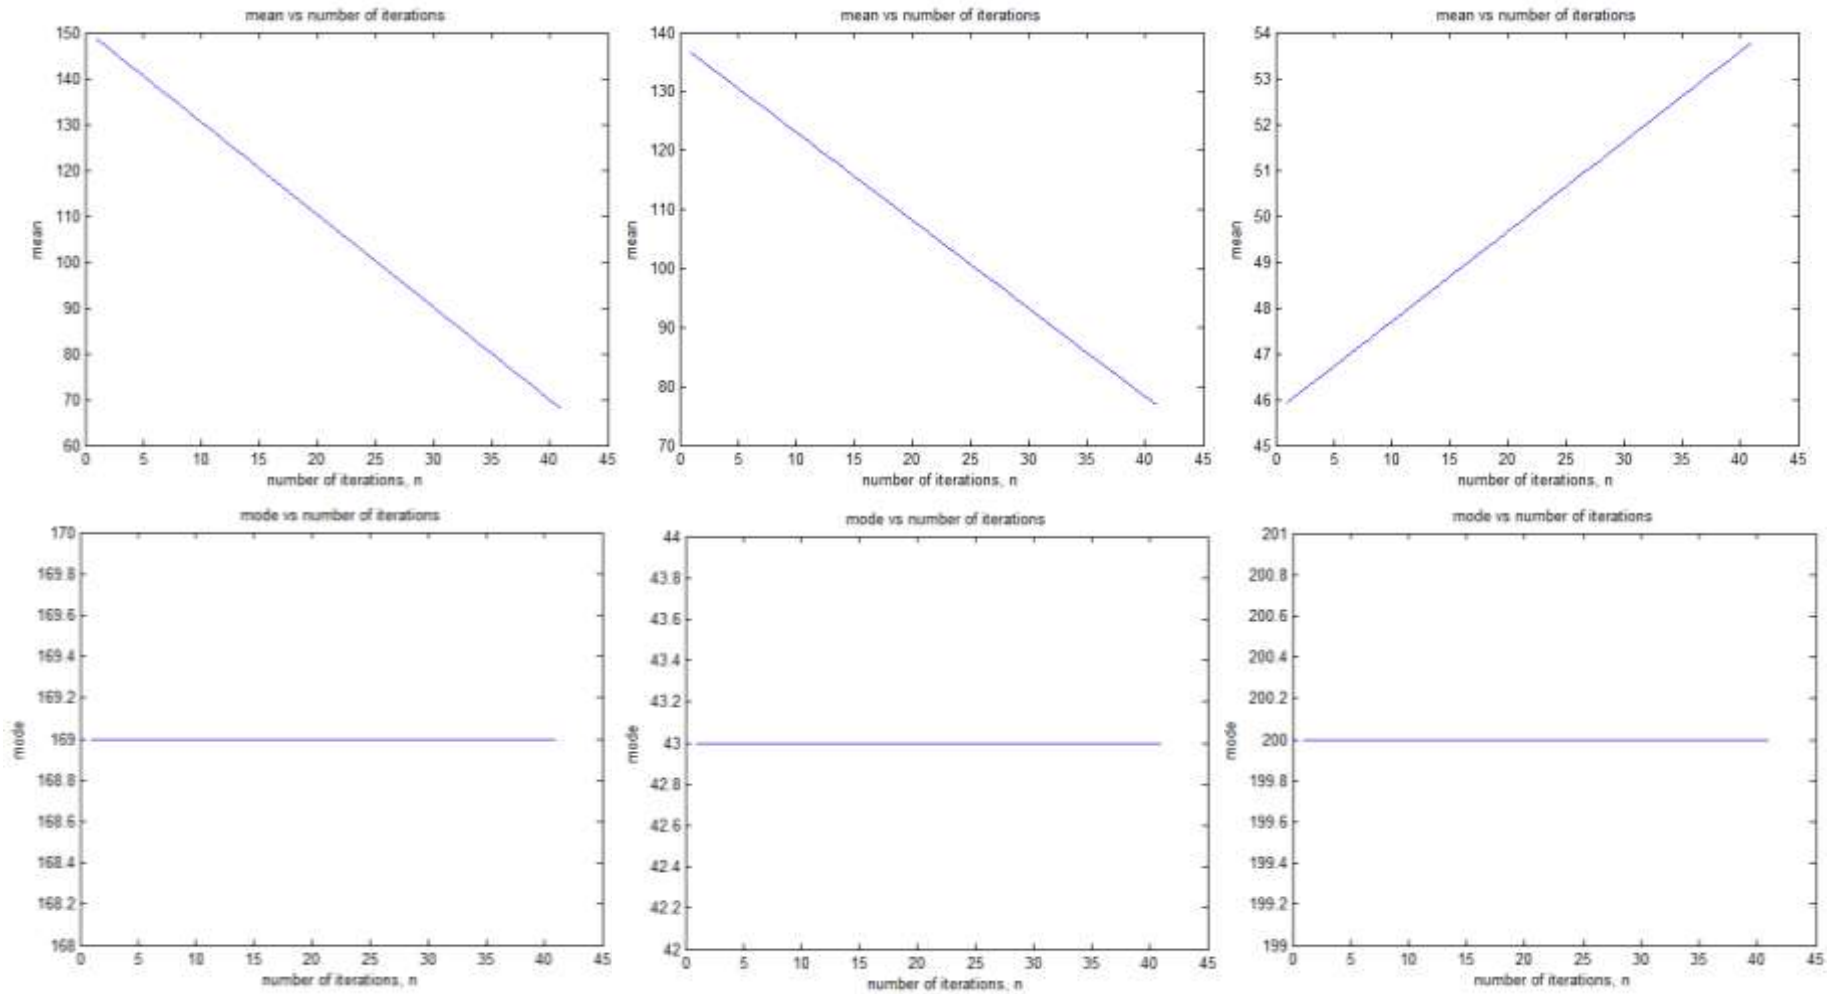 mean vs number of iterations
mean
150
140
130
120
110
100
90
80
70
60
0 5 10 15 20 25 30 35 40 45
number of iterations, n
mean vs number of iterations
mean
140
130
120
110
100
90
80
70
0 5 10 15 20 25 30 35 40 45
number of iterations, n
mean vs number of iterations
mean
54
53
52
51
50
49
48
47
46
45
0 5 10 15 20 25 30 35 40 45
number of iterations, n
mode vs number of iterations
mode
170
169.8
169.6
169.4
169.2
169
168.8
168.6
168.4
168.2
168
0 5 10 15 20 25 30 35 40 45
number of iterations, n
mode vs number of iterations
mode
44
43.8
43.6
43.4
43.2
43
42.8
42.6
42.4
42.2
42
0 5 10 15 20 25 30 35 40 45
number of iterations, n
mode vs number of iterations
mode
201
200.8
200.6
200.4
200.2
200
199.8
199.6
199.4
199.2
199
0 5 10 15 20 25 30 35 40 45
number of iterations, n